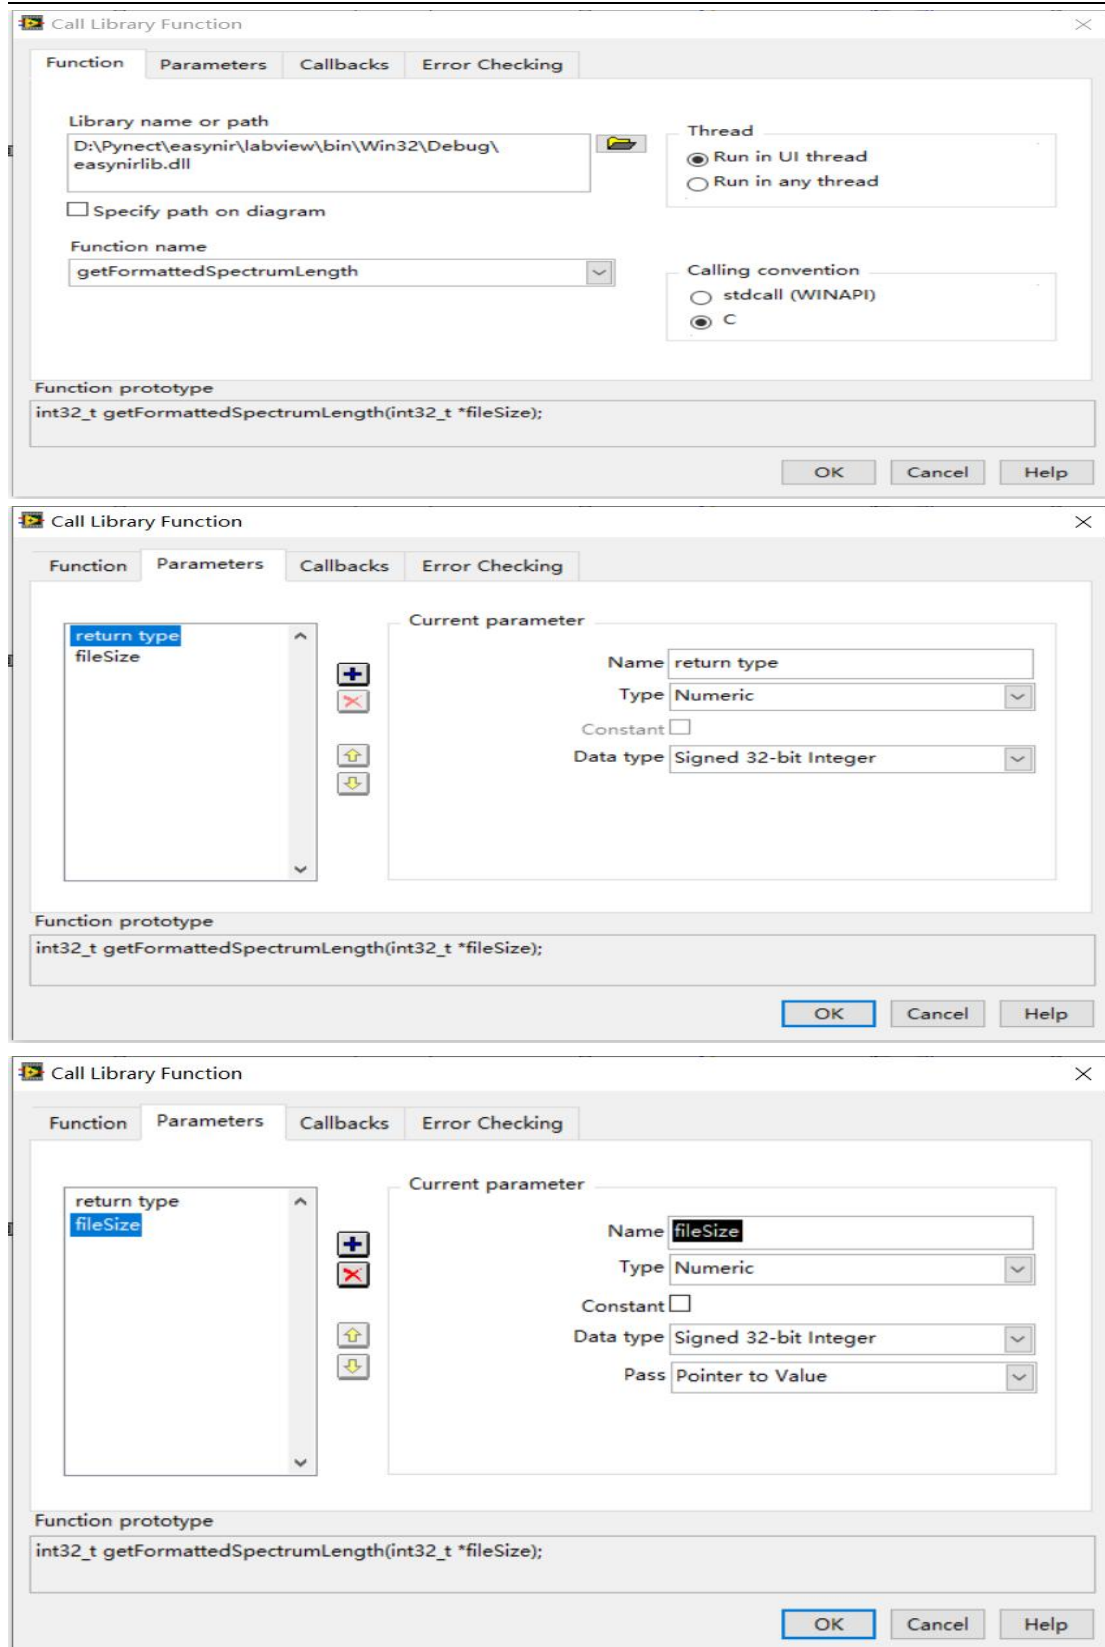 Call Library Function
Function Parameters Callbacks Error Checking
Library name or path
D:\Pynect\easynir\labview\bin\Win32\Debug\
easynirlib.dll
Specify path on diagram
Function name
getFormattedSpectrumLength
Thread
Run in UI thread
Run in any thread
Calling convention
stdcall (WINAPI)
C
Function prototype
int32_t getFormattedSpectrumLength(int32_t *fileSize);
OK Cancel Help
Call Library Function
Function Parameters Callbacks Error Checking
return type
fileSize
Current parameter
Name return type
Type Numeric
Constant
Data type Signed 32-bit Integer
Function prototype
int32_t getFormattedSpectrumLength(int32_t *fileSize);
OK Cancel Help
Call Library Function
Function Parameters Callbacks Error Checking
return type
fileSize
Current parameter
Name fileSize
Type Numeric
Constant
Data type Signed 32-bit Integer
Pass Pointer to Value
Function prototype
int32_t getFormattedSpectrumLength(int32_t *fileSize);
OK Cancel Help